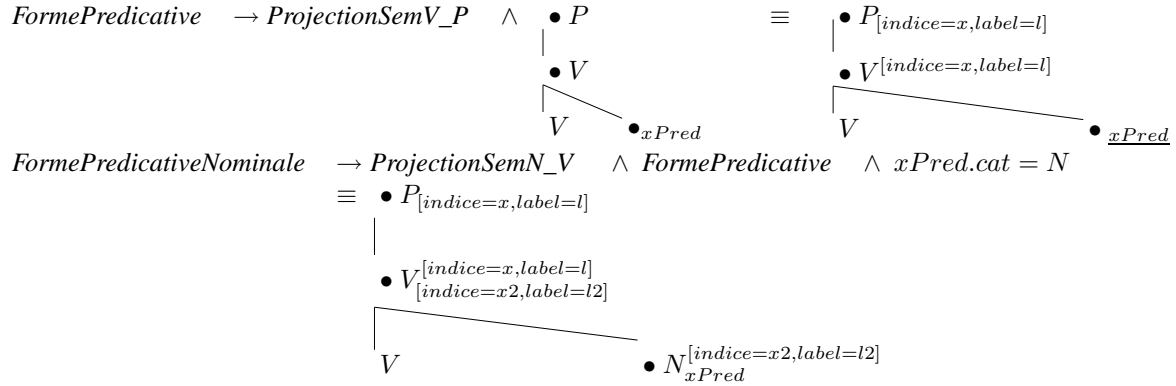 FormePredicative → ProjectionSemV_P ∧ • P ≡ • P[indice=x,label=l]
• V • V[indice=x,label=l]
V •xPred V • xPred
FormePredicativeNominale → ProjectionSemN_V ∧ FormePredicative ∧ xPred.cat = N
≡ • P[indice=x,label=l]
• V[indice=x,label=l][indice=x2,label=l2]
V • N[indice=x2,label=l2]xPred